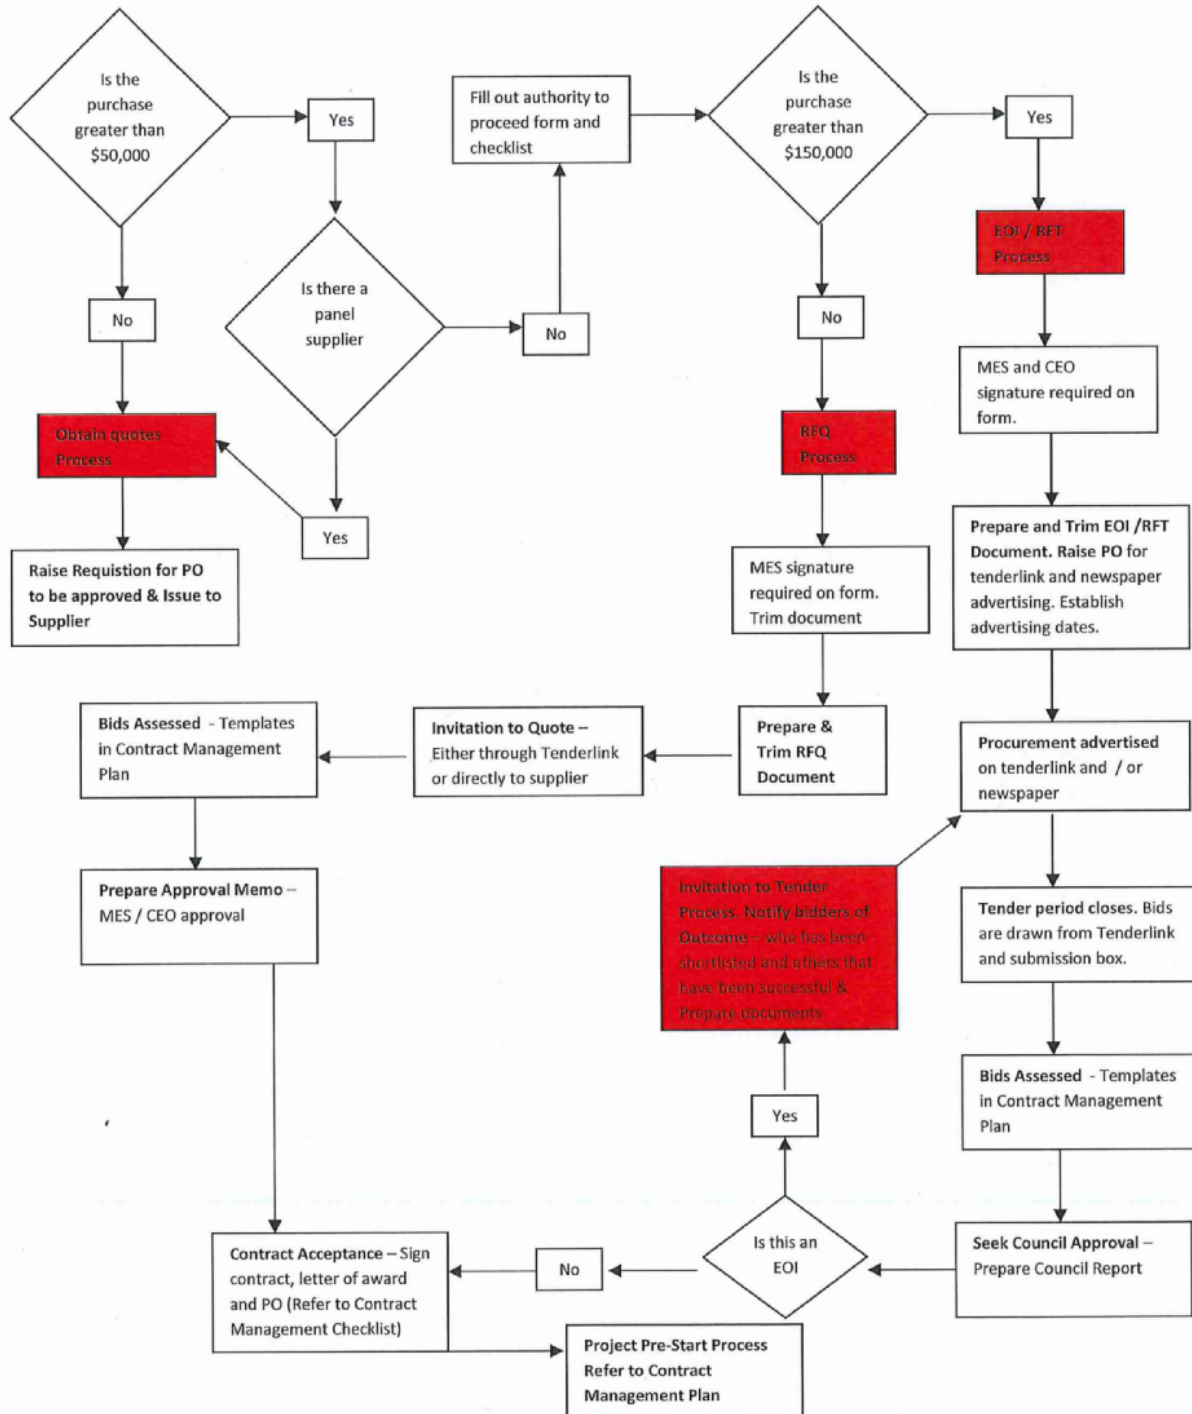 Is the
purchase
greater than
$50,000
Yes
Fill out authority to
proceed form and
checklist
Is the
purchase
greater than
$150,000
Yes
EOI / RFT
Process
No
Is there a
panel
supplier
No
No
MES and CEO
signature required on
form.
Obtain quotes
Process
RFQ
Process
Yes
Raise Requistion for PO
to be approved & Issue to
Supplier
MES signature
required on form.
Trim document
Prepare and Trim EOI /RFT
Document. Raise PO for
tenderlink and newspaper
advertising. Establish
advertising dates.
Bids Assessed - Templates
in Contract Management
Plan
Invitation to Quote –
Either through Tenderlink
or directly to supplier
Prepare &
Trim RFQ
Document
Procurement advertised
on tenderlink and / or
newspaper
Prepare Approval Memo –
MES / CEO approval
Invitation to Tender
Process. Notify bidders of
Outcome – who has been
shortlisted and others that
have been successful &
Prepare documents
Tender period closes. Bids
are drawn from Tenderlink
and submission box.
Bids Assessed - Templates
in Contract Management
Plan
Yes
Contract Acceptance – Sign
contract, letter of award
and PO (Refer to Contract
Management Checklist)
No
Is this an
EOI
Seek Council Approval –
Prepare Council Report
Project Pre-Start Process
Refer to Contract
Management Plan